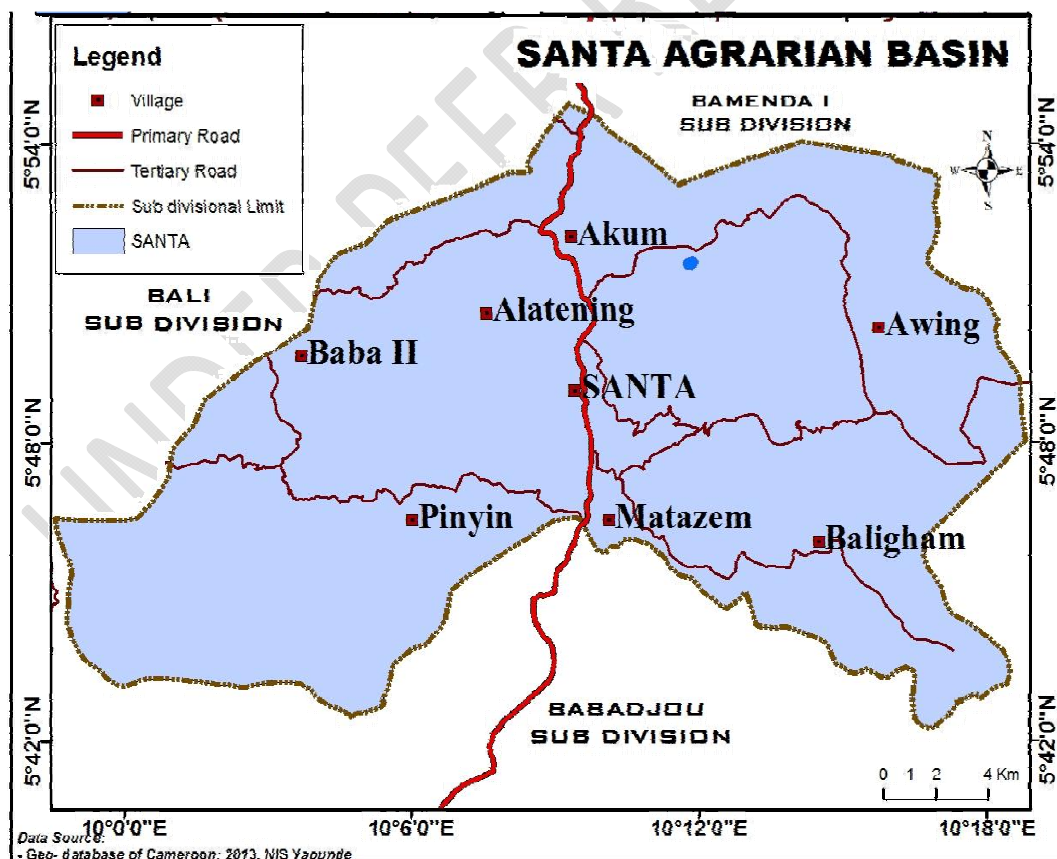 SANTA AGRARIAN BASIN
Legend
Village
Primary Road
Tertiary Road
Sub divisional Limit
SANTA
BAMENDA I
SUB DIVISION
N
W
E
S
5°54'0"N
5°54'0"N
Akum
BALI
SUB DIVISION
Alatening
Awing
Baba II
SANTA
5°48'0"N
5°48'0"N
Pinyin
Matazem
Baligham
BABADJOU
SUB DIVISION
5°42'0"N
5°42'0"N
0 1 2 4 Km
10°0'0"E
10°6'0"E
10°12'0"E
10°18'0"E
Data Source:
- Geo- database of Cameroon: 2013, NIS Yaounde
UNDER PEER